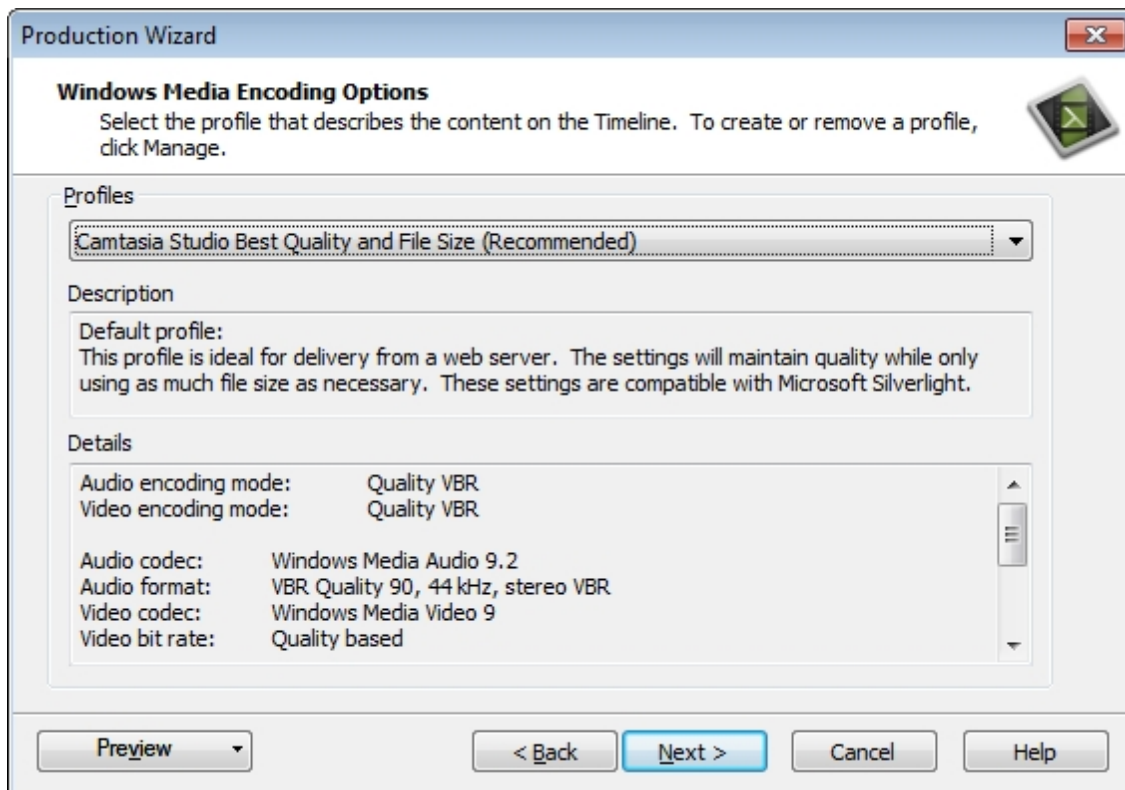 Production Wizard
Windows Media Encoding Options
Select the profile that describes the content on the Timeline. To create or remove a profile,
click Manage.
Profiles
Camtasia Studio Best Quality and File Size (Recommended)
Description
Default profile:
This profile is ideal for delivery from a web server. The settings will maintain quality while only
using as much file size as necessary. These settings are compatible with Microsoft Silverlight.
Details
Audio encoding mode: Quality VBR
Video encoding mode: Quality VBR
Audio codec: Windows Media Audio 9.2
Audio format: VBR Quality 90, 44 kHz, stereo VBR
Video codec: Windows Media Video 9
Video bit rate: Quality based
Preview < Back Next > Cancel Help